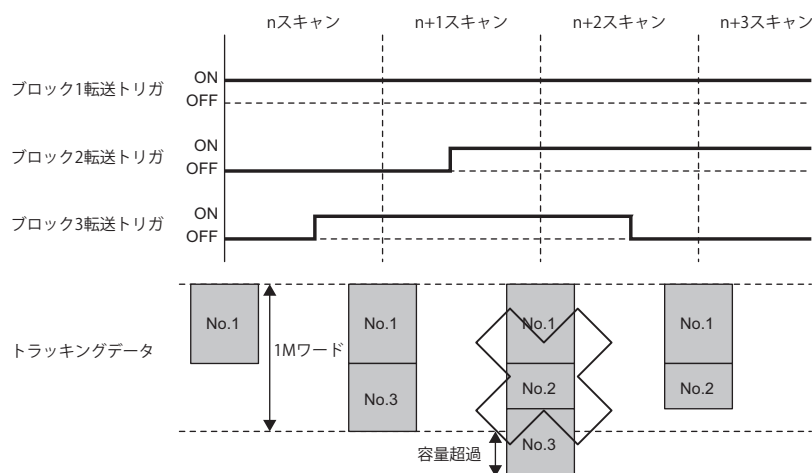 nスキャン n+1スキャン n+2スキャン n+3スキャン
ブロック1転送トリガ
ON
OFF
ブロック2転送トリガ
ON
OFF
ブロック3転送トリガ
ON
OFF
トラッキングデータ
No.1
1Mワード
No.1
No.3
No.1
No.2
No.3
容量超過
No.1
No.2